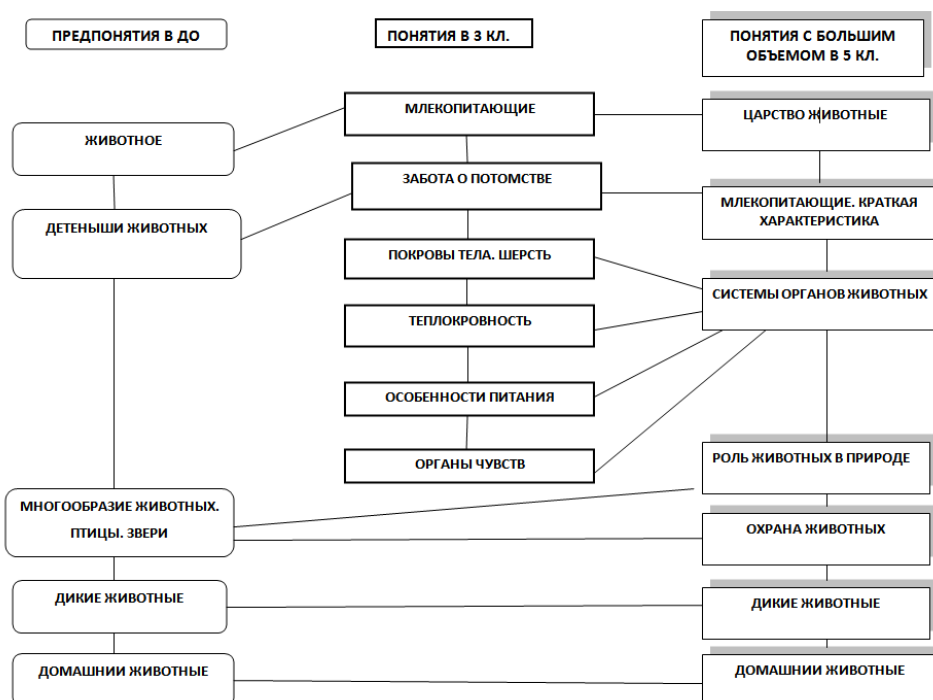 ПРЕДПОНЯТИЯ В ДО
ПОНЯТИЯ В 3 КЛ.
ПОНЯТИЯ С БОЛЬШИМ
ОБЪЕМОМ В 5 КЛ.
ЖИВОТНОЕ
ДЕТЕНЫШИ ЖИВОТНЫХ
МНОГООБРАЗИЕ ЖИВОТНЫХ.
ПТИЦЫ. ЗВЕРИ
ДИКИЕ ЖИВОТНЫЕ
ДОМАШНИИ ЖИВОТНЫЕ
МЛЕКОПИТАЮЩИЕ
ЗАБОТА О ПОТОМСТВЕ
ПОКРОВЫ ТЕЛА. ШЕРСТЬ
ТЕПЛОКРОВНОСТЬ
ОСОБЕННОСТИ ПИТАНИЯ
ОРГАНЫ ЧУВСТВ
ЦАРСТВО ЖИВОТНЫЕ
МЛЕКОПИТАЮЩИЕ. КРАТКАЯ
ХАРАКТЕРИСТИКА
СИСТЕМЫ ОРГАНОВ ЖИВОТНЫХ
РОЛЬ ЖИВОТНЫХ В ПРИРОДЕ
ОХРАНА ЖИВОТНЫХ
ДИКИЕ ЖИВОТНЫЕ
ДОМАШНИИ ЖИВОТНЫЕ